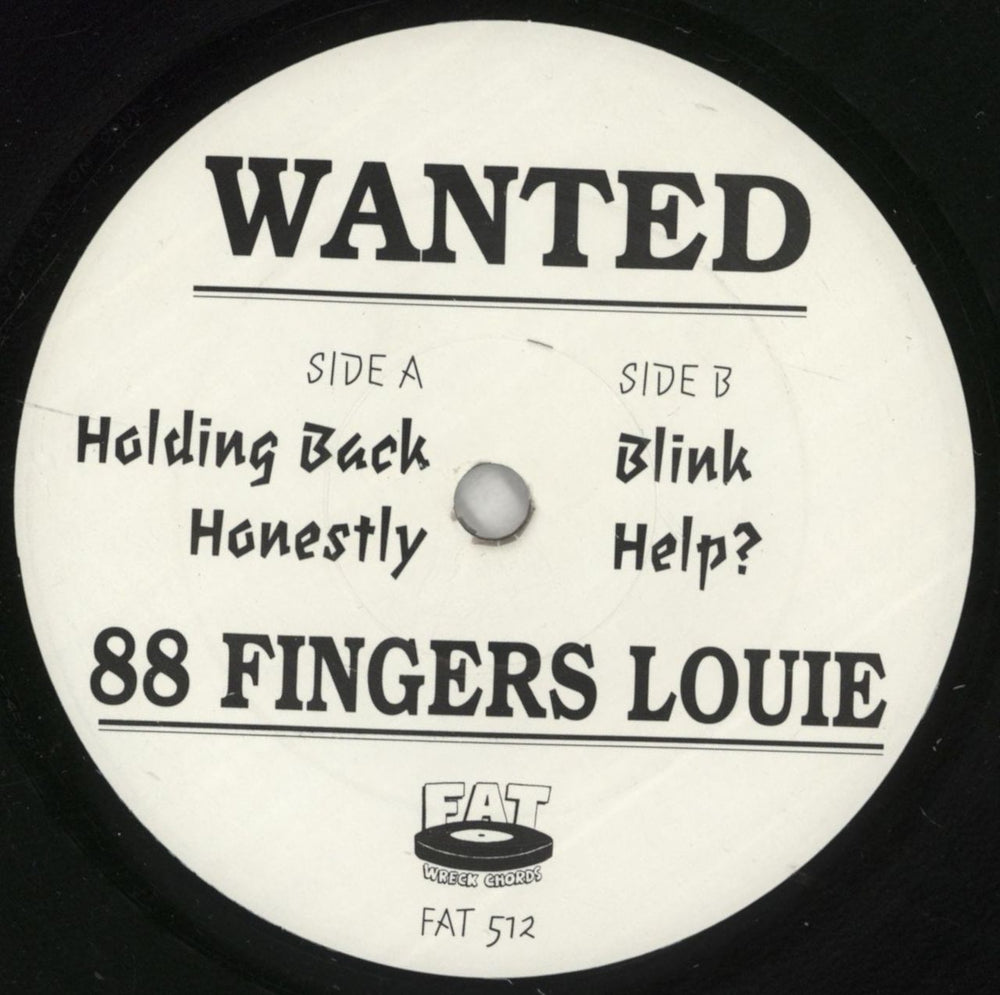 WANTED
SIDE A
Holding Back
Honestly
SIDE B
Blink
Help?
88 FINGERS LOUIE
FAT
WRECK CHORDS
FAT 512